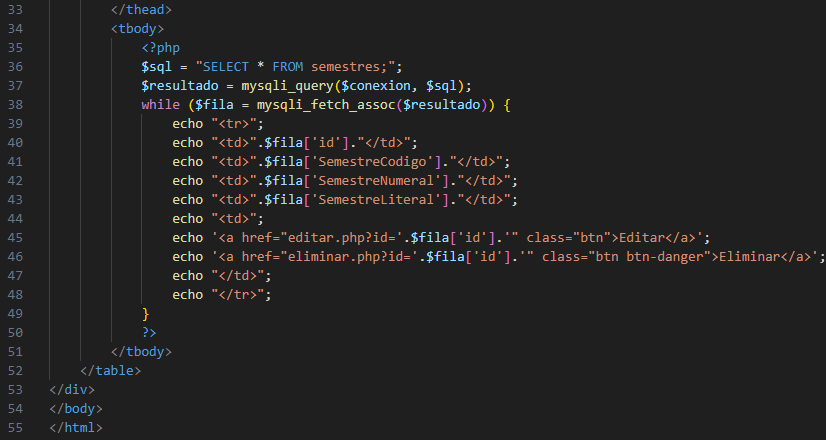 33 </thead>
34 <tbody>
35 <?php
36 $sql = "SELECT * FROM semestres;";
37 $resultado = mysqli_query($conexion, $sql);
38 while ($fila = mysqli_fetch_assoc($resultado)) {
39 echo "<tr>";
40 echo "<td>".$fila['id']."</td>";
41 echo "<td>".$fila['SemestreCodigo']."</td>";
42 echo "<td>".$fila['SemestreNumeral']."</td>";
43 echo "<td>".$fila['SemestreLiteral']."</td>";
44 echo "<td>";
45 echo '<a href="editar.php?id='.$fila['id'].'" class="btn">Editar</a>';
46 echo '<a href="eliminar.php?id='.$fila['id'].'" class="btn btn-danger">Eliminar</a>';
47 echo "</td>";
48 echo "</tr>";
49 }
50 ?>
51 </tbody>
52 </table>
53 </div>
54 </body>
55 </html>